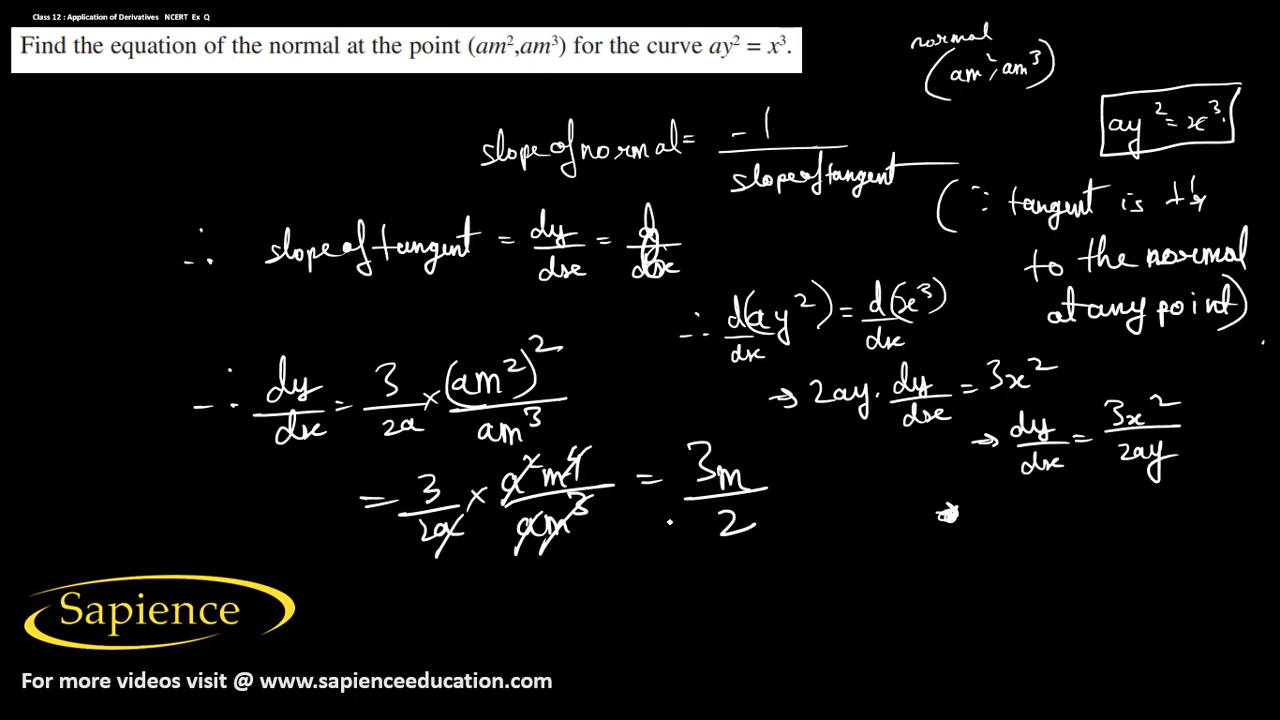 Class 12 : Application of Derivatives NCERT Ex Q
Find the equation of the normal at the point (am²,am³) for the curve ay² = x³.
normal
(am², am³)
ay² = x³.
slope of normal = -1 / slope of tangent
(∵ tangent is ⊥r
to the normal
at any point)
∴ slope of tangent = dy/dx =
∴ d(ay²)/dx = d(x³)/dx
→ 2ay. dy/dx = 3x²
→ dy/dx = 3x²/2ay
∴ dy/dx = 3/2a × (am²)²/am³
= 3/2a × a²m⁴/am³ = 3m/2
Sapience
For more videos visit @ www.sapienceeducation.com